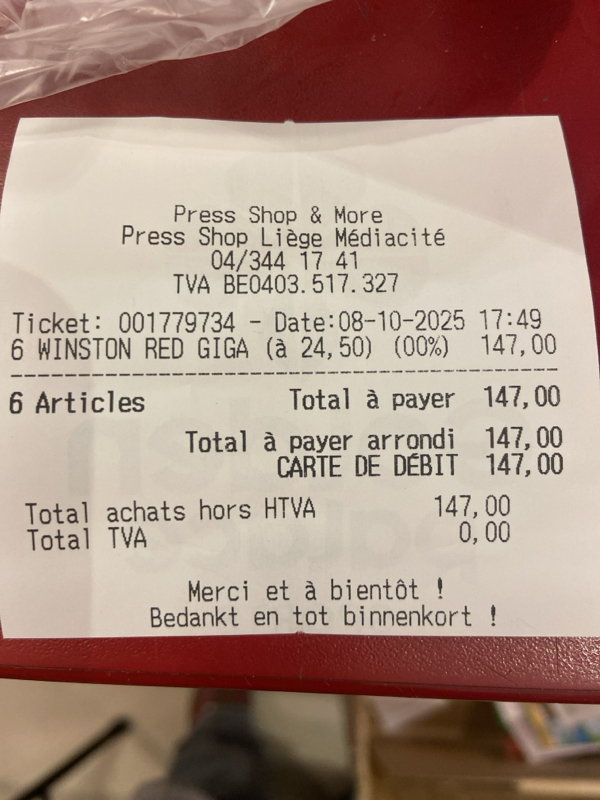 Press Shop & More
Press Shop Liège Médiacité
04/344 17 41
TVA BE0403.517.327
Ticket: 001779734 - Date:08-10-2025 17:49
6 WINSTON RED GIGA (à 24,50) (00%) 147,00
6 Articles Total à payer 147,00
Total à payer arrondi 147,00
CARTE DE DÉBIT 147,00
Total achats hors HTVA 147,00
Total TVA 0,00
Merci et à bientôt !
Bedankt en tot binnenkort !